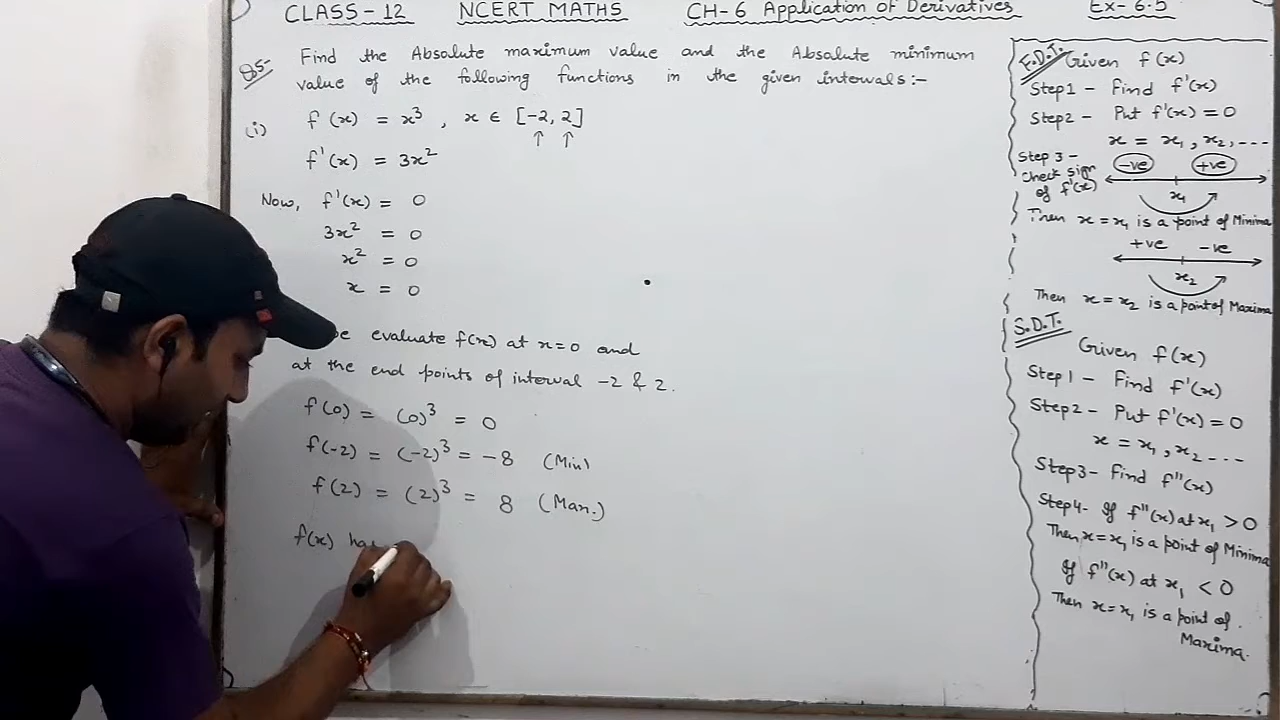 CLASS-12 NCERT MATHS CH-6 Application of Derivatives Ex-6.5
Q5- Find the Absolute maximum value and the Absolute minimum
value of the following functions in the given intervals:-
(i) f(x) = x³, x ∈ [-2, 2]
↑ ↑
f'(x) = 3x²
Now, f'(x) = 0
3x² = 0
x² = 0
x = 0
evaluate f(x) at x=0 and
at the end points of interval -2 & 2.
f(0) = (0)³ = 0
f(-2) = (-2)³ = -8 (Min)
f(2) = (2)³ = 8 (Max.)
f(x) has
F.D.T. Given f(x)
Step1 - Find f'(x)
Step2 - Put f'(x) = 0
x = x₁, x₂, ---
Step 3 -
Check sign
of f'(x)
-ve +ve
x₁
Then x = x₁ is a point of Minima
+ve -ve
x₂
Then x = x₂ is a point of Maxima
S.D.T.
Given f(x)
Step1 - Find f'(x)
Step2 - Put f'(x) = 0
x = x₁, x₂ ---
Step3- Find f''(x)
Step4- If f''(x) at x₁ > 0
Then x = x₁ is a point of Minima
If f''(x) at x₁ < 0
Then x = x₁ is a point of.
Maxima.